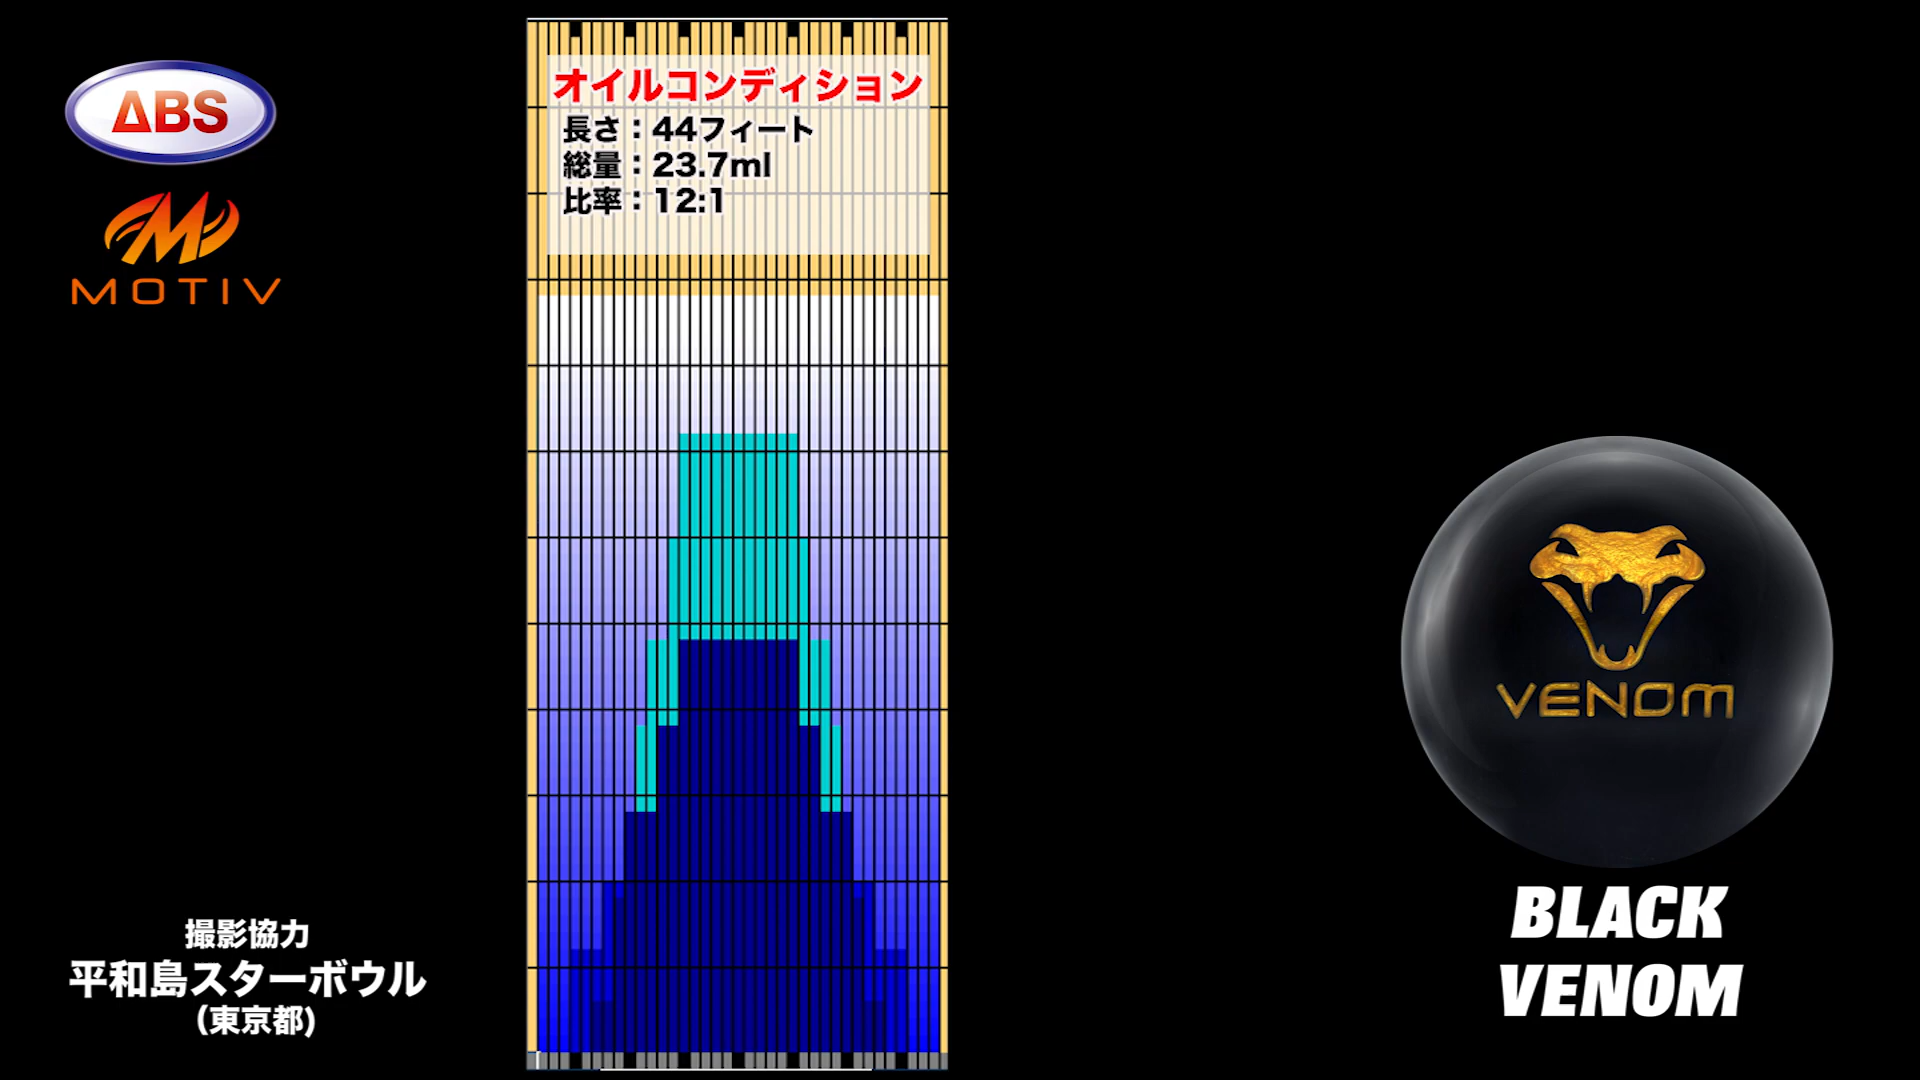 ABS
MOTIV
オイルコンディション
長さ：44フィート
総量：23.7ml
比率：12:1
VENOM
BLACK
VENOM
撮影協力
平和島スターボウル
（東京都）